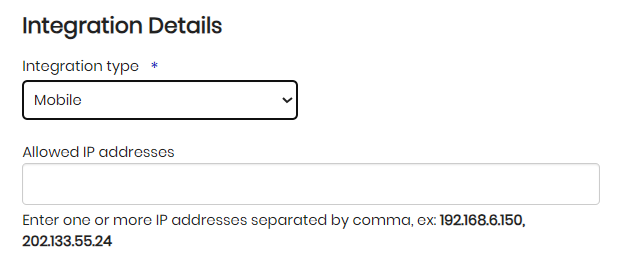 Integration Details
Integration type *
Mobile
Allowed IP addresses
Enter one or more IP addresses separated by comma, ex: 192.168.6.150,
202.133.55.24